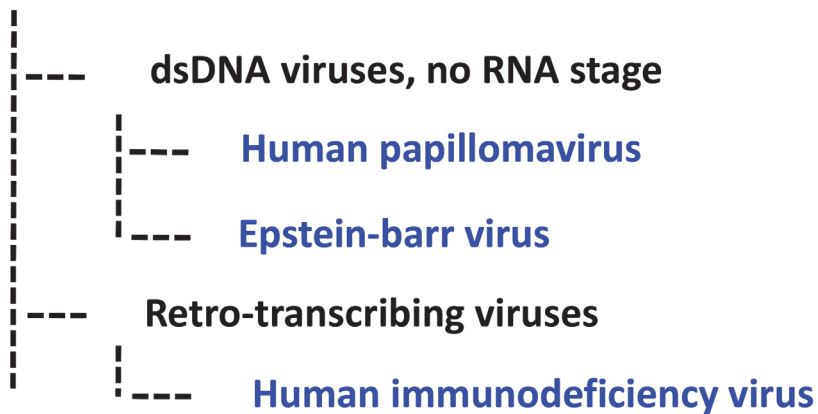 dsDNA viruses, no RNA stage
Human papillomavirus
Epstein-barr virus
Retro-transcribing viruses
Human immunodeficiency virus